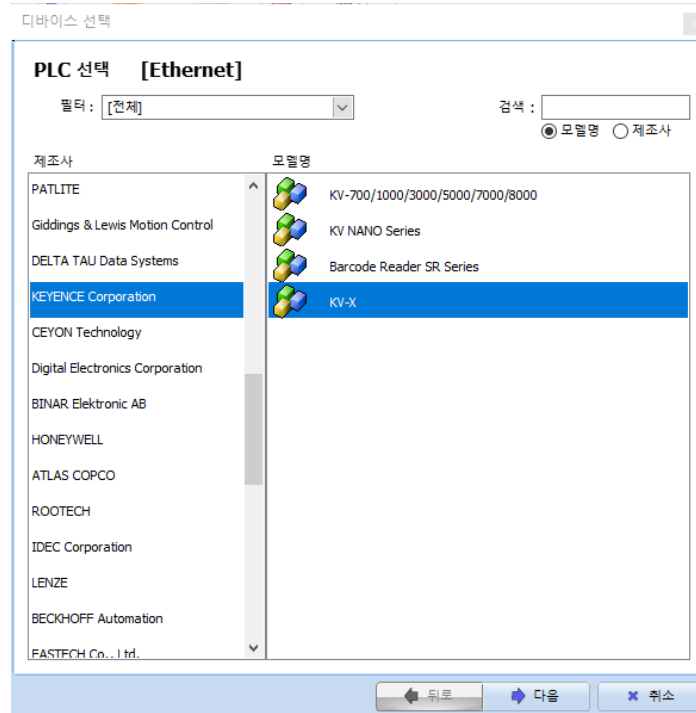 디바이스 선택
PLC 선택 [Ethernet]
필터 : [전체]
검색 :
모델명 제조사
제조사
모델명
PATLITE
Giddings & Lewis Motion Control
DELTA TAU Data Systems
KEYENCE Corporation
CEYON Technology
Digital Electronics Corporation
BINAR Elektronic AB
HONEYWELL
ATLAS COPCO
ROOTECH
IDEC Corporation
LENZE
BECKHOFF Automation
EASTECH Co., Ltd.
KV-700/1000/3000/5000/7000/8000
KV NANO Series
Barcode Reader SR Series
KV-X
뒤로 다음 취소